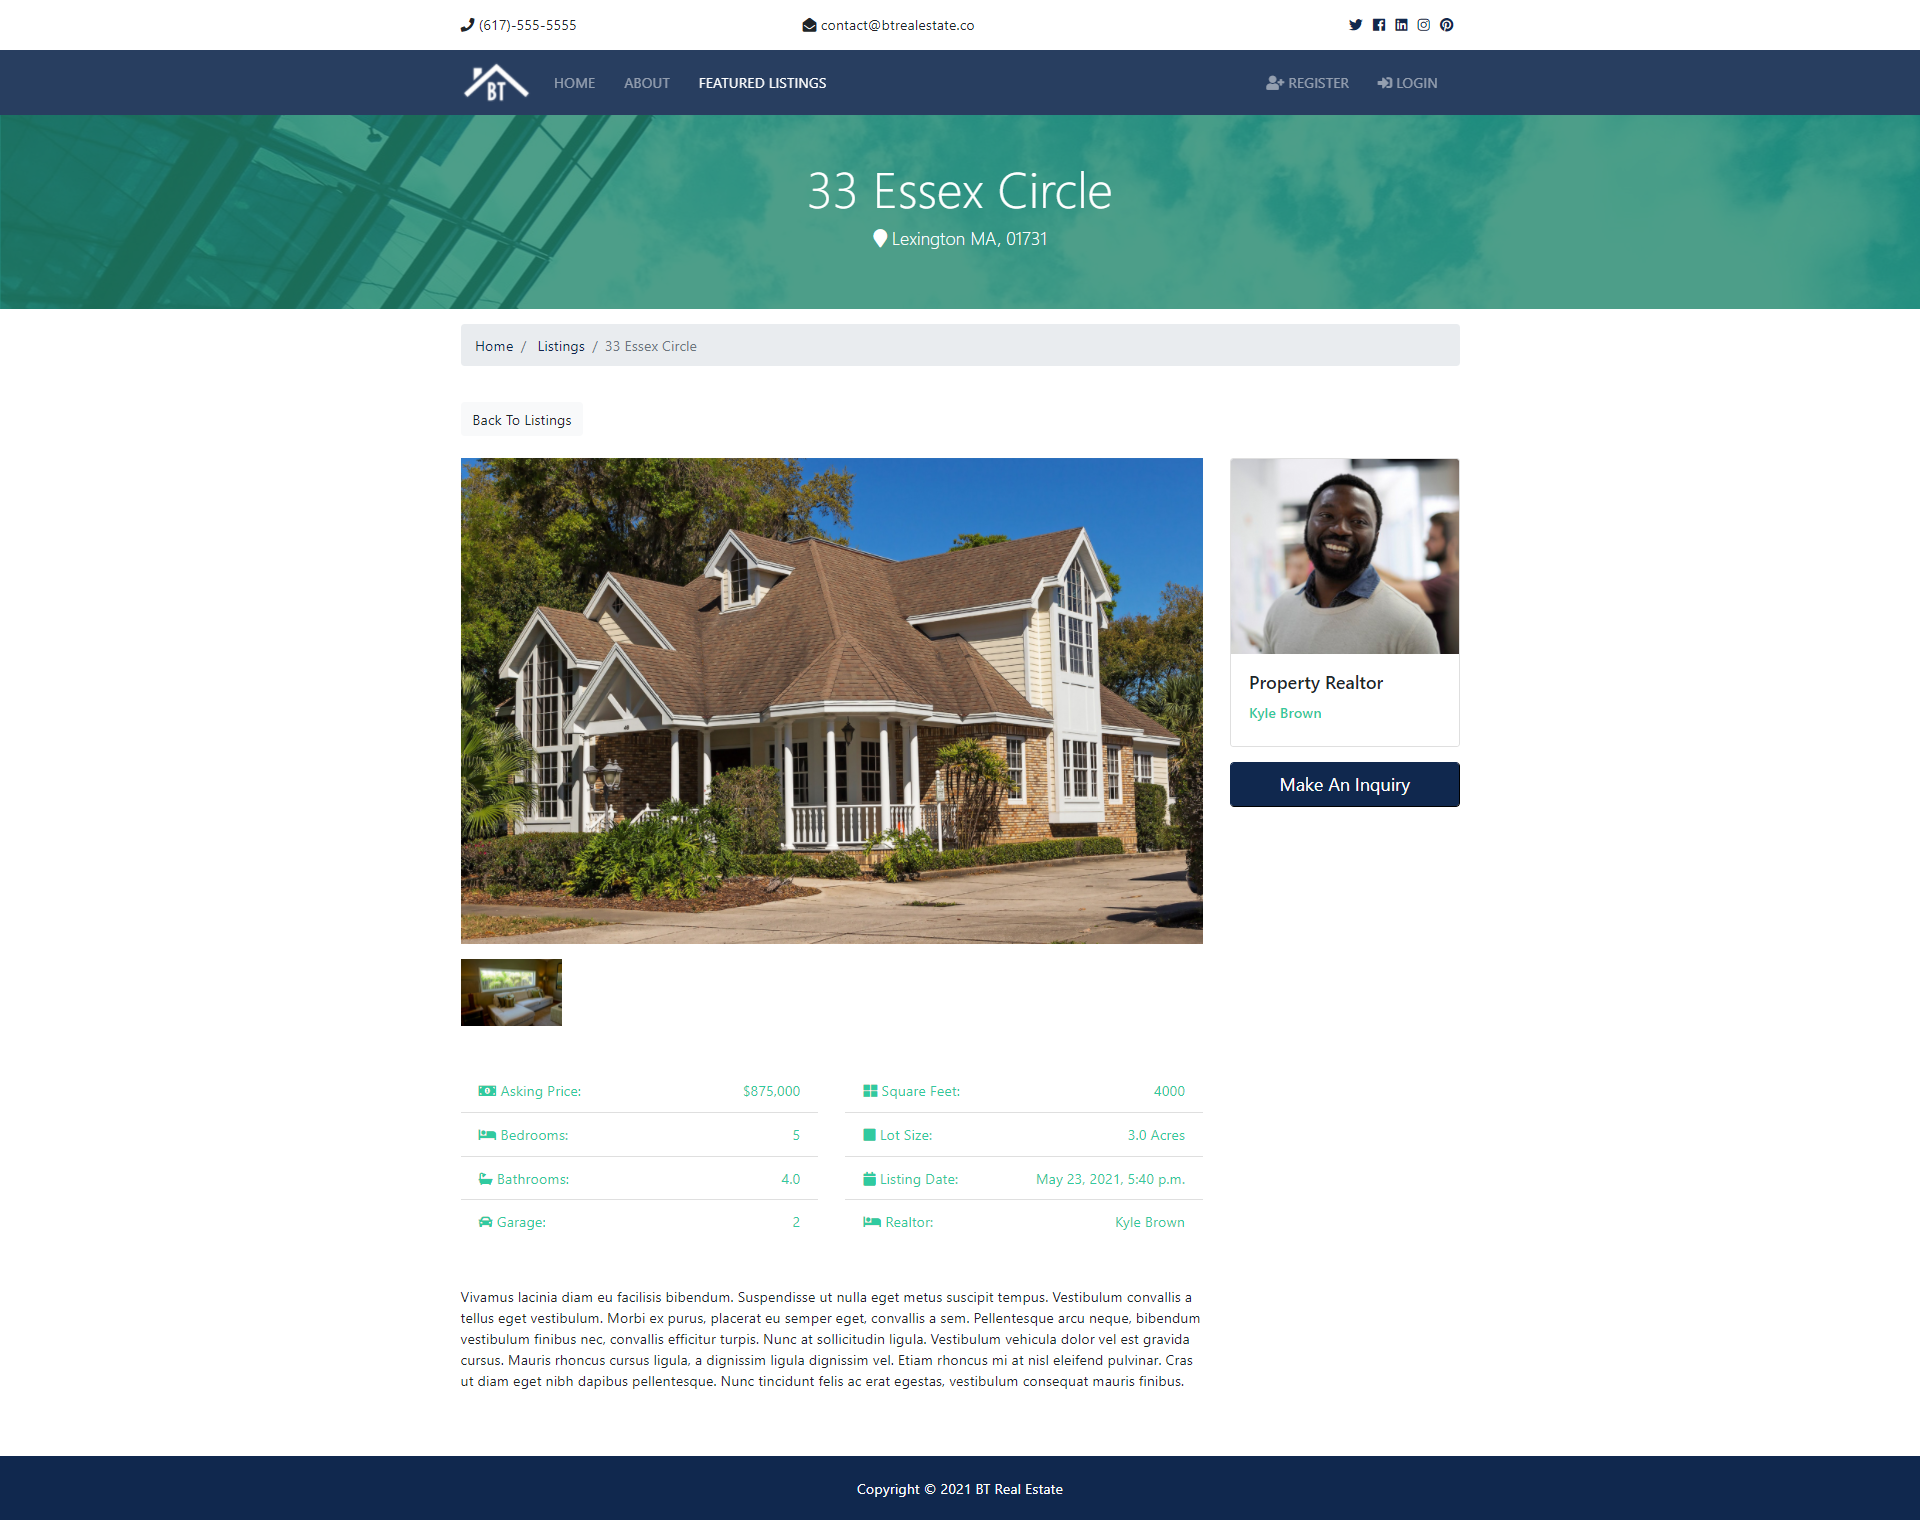 (617)-555-5555
contact@btrealestate.co
BT
HOME
ABOUT
FEATURED LISTINGS
REGISTER
LOGIN
33 Essex Circle
Lexington MA, 01731
Home / Listings / 33 Essex Circle
Back To Listings
Property Realtor
Kyle Brown
Make An Inquiry
Asking Price: $875,000
Bedrooms: 5
Bathrooms: 4.0
Garage: 2
Square Feet: 4000
Lot Size: 3.0 Acres
Listing Date: May 23, 2021, 5:40 p.m.
Realtor: Kyle Brown
Vivamus lacinia diam eu facilisis bibendum. Suspendisse ut nulla eget metus suscipit tempus. Vestibulum convallis a
tellus eget vestibulum. Morbi ex purus, placerat eu semper eget, convallis a sem. Pellentesque arcu neque, bibendum
vestibulum finibus nec, convallis efficitur turpis. Nunc at sollicitudin ligula. Vestibulum vehicula dolor vel est gravida
cursus. Mauris rhoncus cursus ligula, a dignissim ligula dignissim vel. Etiam rhoncus mi at nisl eleifend pulvinar. Cras
ut diam eget nibh dapibus pellentesque. Nunc tincidunt felis ac erat egestas, vestibulum consequat mauris finibus.
Copyright © 2021 BT Real Estate